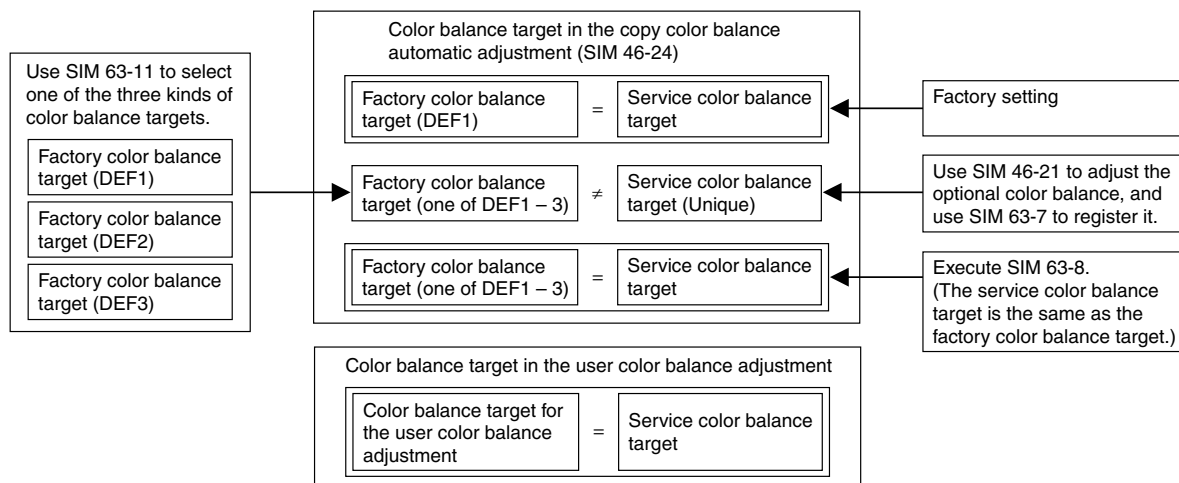 Use SIM 63-11 to select
one of the three kinds of
color balance targets.
Factory color balance
target (DEF1)
Factory color balance
target (DEF2)
Factory color balance
target (DEF3)
Color balance target in the copy color balance
automatic adjustment (SIM 46-24)
Factory color balance
target (DEF1)
=
Service color balance
target
Factory color balance
target (one of DEF1 – 3)
≠
Service color balance
target (Unique)
Factory color balance
target (one of DEF1 – 3)
=
Service color balance
target
Factory setting
Use SIM 46-21 to adjust the
optional color balance, and
use SIM 63-7 to register it.
Execute SIM 63-8.
(The service color balance
target is the same as the
factory color balance target.)
Color balance target in the user color balance adjustment
Color balance target for
the user color balance
adjustment
=
Service color balance
target